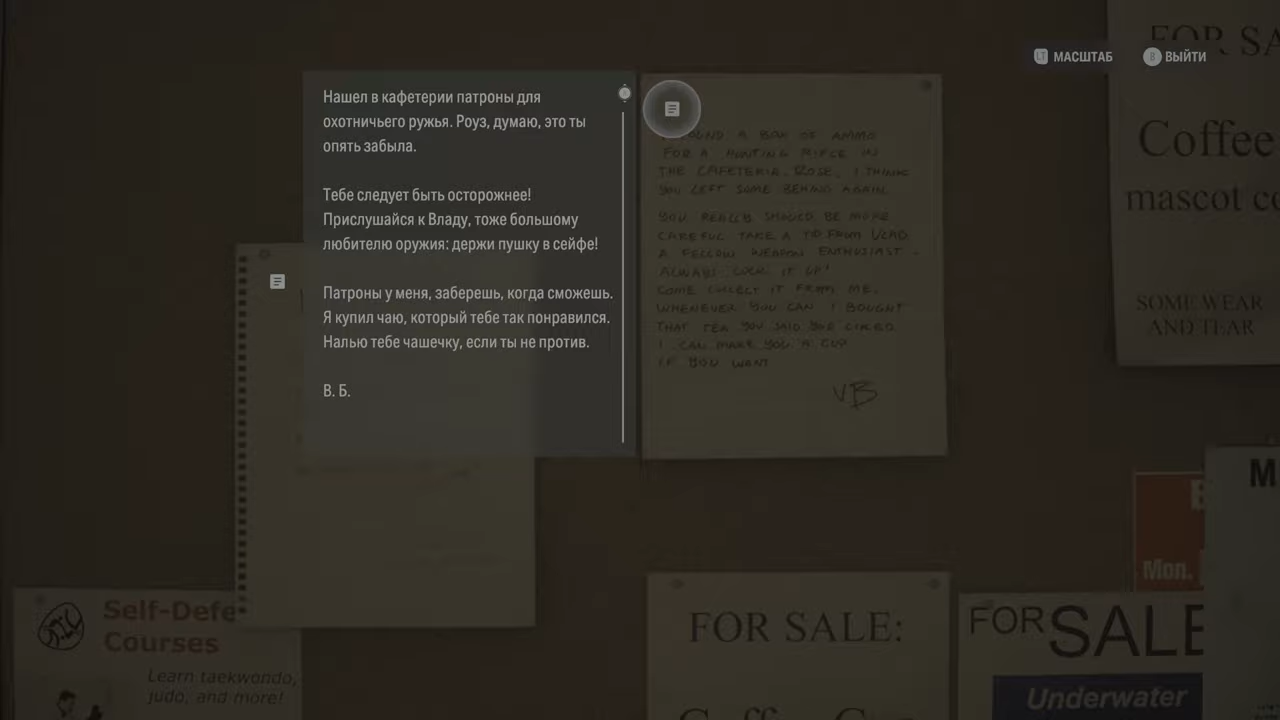 FOR SA
LT МАСШТАБ
B ВЫЙТИ
Нашел в кафетерии патроны для
охотничьего ружья. Роуз, думаю, это ты
опять забыла.
Тебе следует быть осторожнее!
Прислушайся к Владу, тоже большому
любителю оружия: держи пушку в сейфе!
Патроны у меня, заберешь, когда сможешь.
Я купил чаю, который тебе так понравился.
Налью тебе чашечку, если ты не против.
В. Б.
FOUND A BOX OF AMMO
FOR A HUNTING RIFLE IN
THE CAFETERIA. ROSE, I THINK
YOU LEFT SOME BEHIND AGAIN
YOU REALLY SHOULD BE MORE
CAREFUL TAKE A TIP FROM VLAD
A FELLOW WEAPON ENTHUSIAST.
ALWAYS LOCK IT UP!
COME COLLECT IT FROM ME,
WHENEVER YOU CAN I BOUGHT
THAT TEA YOU SAID YOU LIKED
I CAN MAKE YOU A CUP
IF YOU WANT
VB
Coffee
mascot co
SOME WEAR
AND TEAR
Mon.
M
Self-Defe
Courses
Learn taekwondo,
judo, and more!
FOR SALE:
FOR SALE
Underwater